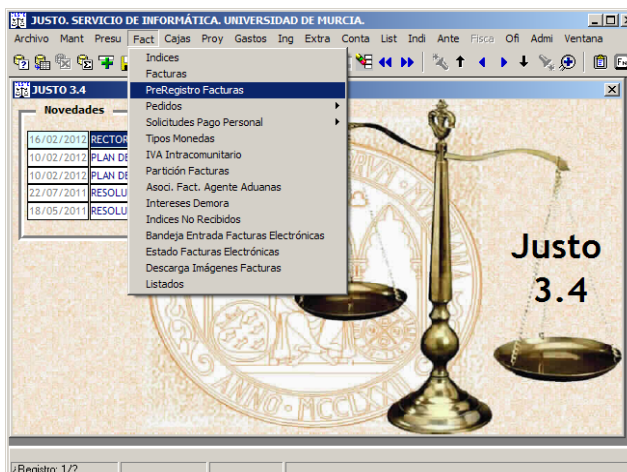 JUSTO. SERVICIO DE INFORMÁTICA. UNIVERSIDAD DE MURCIA.
Archivo Mant Presu Fact Cajas Proy Gastos Ing Extra Conta List Indi Ante Fisca Ofi Admi Ventana
JUSTO 3.4
Novedades
16/02/2012 RECTOR
10/02/2012 PLAN DE
10/02/2012 PLAN DE
22/07/2011 RESOLU
18/05/2011 RESOLU
Indices
Facturas
PreRegistro Facturas
Pedidos
Solicitudes Pago Personal
Tipos Monedas
IVA Intracomunitario
Partición Facturas
Asoci. Fact. Agente Aduanas
Intereses Demora
Indices No Recibidos
Bandeja Entrada Facturas Electrónicas
Estado Facturas Electrónicas
Descarga Imágenes Facturas
Listados
Justo
3.4
ANNO · MCCLXXII
Registro: 1/?